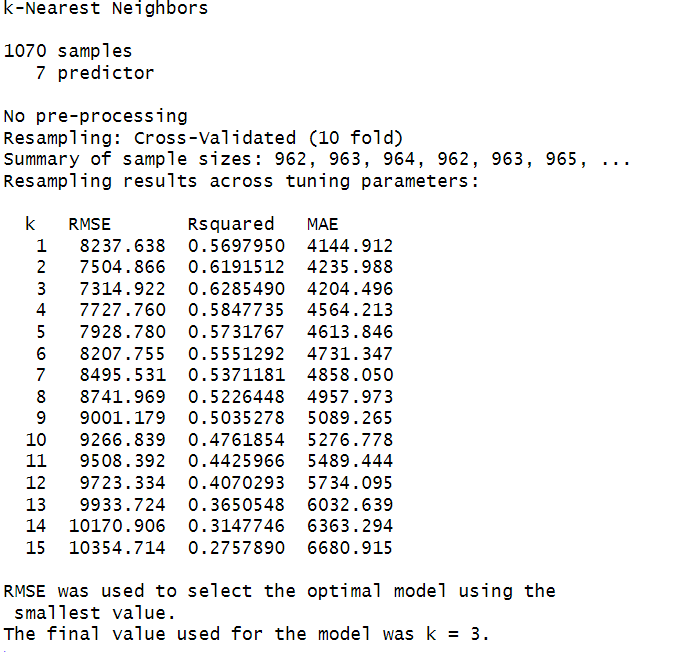 k-Nearest Neighbors
1070 samples
7 predictor
No pre-processing
Resampling: Cross-Validated (10 fold)
Summary of sample sizes: 962, 963, 964, 962, 963, 965, ...
Resampling results across tuning parameters:
k   RMSE       Rsquared   MAE
1   8237.638  0.5697950  4144.912
2   7504.866  0.6191512  4235.988
3   7314.922  0.6285490  4204.496
4   7727.760  0.5847735  4564.213
5   7928.780  0.5731767  4613.846
6   8207.755  0.5551292  4731.347
7   8495.531  0.5371181  4858.050
8   8741.969  0.5226448  4957.973
9   9001.179  0.5035278  5089.265
10   9266.839  0.4761854  5276.778
11   9508.392  0.4425966  5489.444
12   9723.334  0.4070293  5734.095
13   9933.724  0.3650548  6032.639
14  10170.906  0.3147746  6363.294
15  10354.714  0.2757890  6680.915
RMSE was used to select the optimal model using the
smallest value.
The final value used for the model was k = 3.